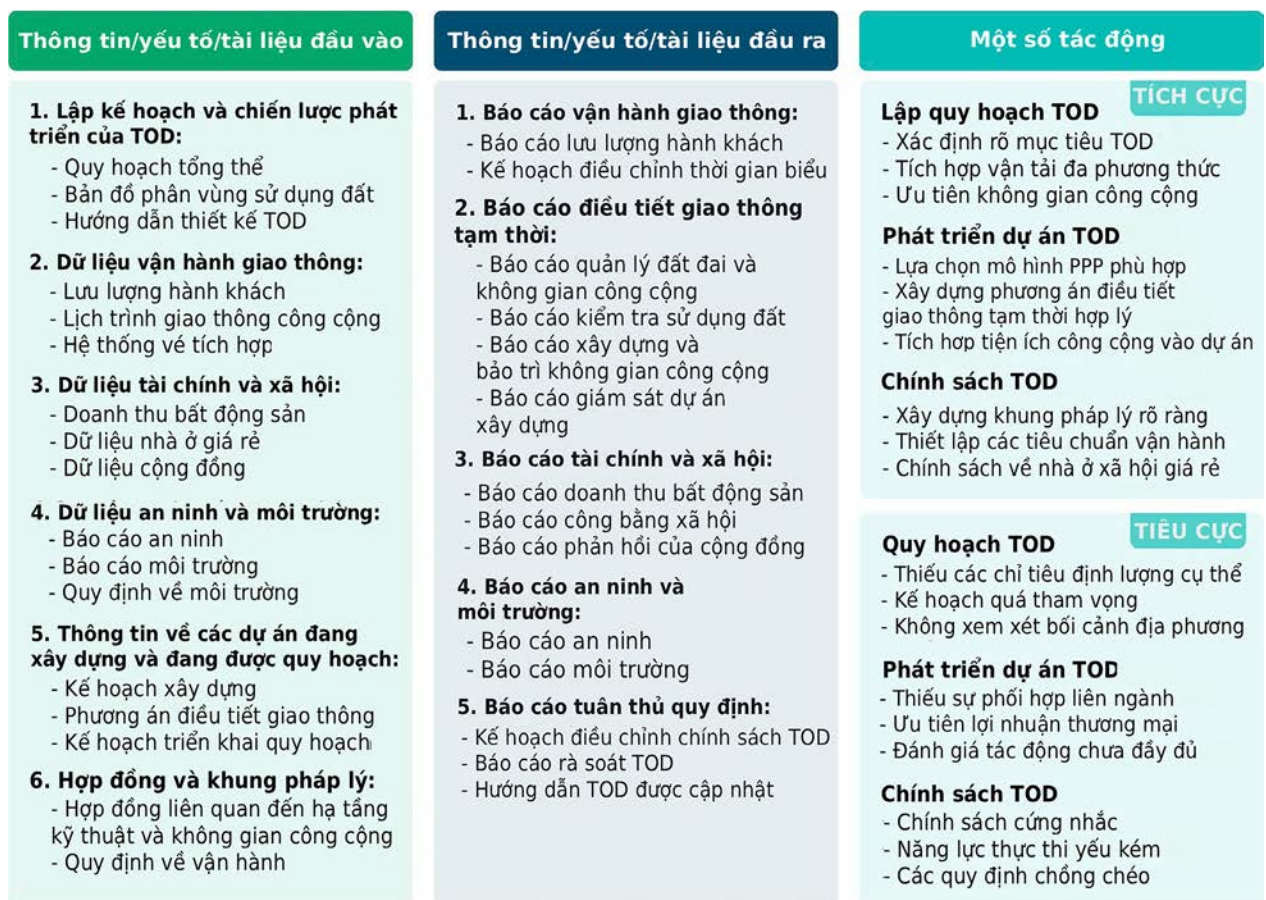 Thông tin/yếu tố/tài liệu đầu vào
1. Lập kế hoạch và chiến lược phát
triển của TOD:
- Quy hoạch tổng thể
- Bản đồ phân vùng sử dụng đất
- Hướng dẫn thiết kế TOD
2. Dữ liệu vận hành giao thông:
- Lưu lượng hành khách
- Lịch trình giao thông công cộng
- Hệ thống vé tích hợp
3. Dữ liệu tài chính và xã hội:
- Doanh thu bất động sản
- Dữ liệu nhà ở giá rẻ
- Dữ liệu cộng đồng
4. Dữ liệu an ninh và môi trường:
- Báo cáo an ninh
- Báo cáo môi trường
- Quy định về môi trường
5. Thông tin về các dự án đang
xây dựng và đang được quy hoạch:
- Kế hoạch xây dựng
- Phương án điều tiết giao thông
- Kế hoạch triển khai quy hoạch
6. Hợp đồng và khung pháp lý:
- Hợp đồng liên quan đến hạ tầng
kỹ thuật và không gian công cộng
- Quy định về vận hành
Thông tin/yếu tố/tài liệu đầu ra
1. Báo cáo vận hành giao thông:
- Báo cáo lưu lượng hành khách
- Kế hoạch điều chỉnh thời gian biểu
2. Báo cáo điều tiết giao thông
tạm thời:
- Báo cáo quản lý đất đai và
không gian công cộng
- Báo cáo kiểm tra sử dụng đất
- Báo cáo xây dựng và
bảo trì không gian công cộng
- Báo cáo giám sát dự án
xây dựng
3. Báo cáo tài chính và xã hội:
- Báo cáo doanh thu bất động sản
- Báo cáo công bằng xã hội
- Báo cáo phản hồi của cộng đồng
4. Báo cáo an ninh và
môi trường:
- Báo cáo an ninh
- Báo cáo môi trường
5. Báo cáo tuân thủ quy định:
- Kế hoạch điều chỉnh chính sách TOD
- Báo cáo rà soát TOD
- Hướng dẫn TOD được cập nhật
Một số tác động
TÍCH CỰC
Lập quy hoạch TOD
- Xác định rõ mục tiêu TOD
- Tích hợp vận tải đa phương thức
- Ưu tiên không gian công cộng
Phát triển dự án TOD
- Lựa chọn mô hình PPP phù hợp
- Xây dựng phương án điều tiết
giao thông tạm thời hợp lý
- Tích hơp tiện ích công cộng vào dự án
Chính sách TOD
- Xây dựng khung pháp lý rõ ràng
- Thiết lập các tiêu chuẩn vận hành
- Chính sách về nhà ở xã hội giá rẻ
TIÊU CỰC
Quy hoạch TOD
- Thiếu các chỉ tiêu định lượng cụ thể
- Kế hoạch quá tham vọng
- Không xem xét bối cảnh địa phương
Phát triển dự án TOD
- Thiếu sự phối hợp liên ngành
- Ưu tiên lợi nhuận thương mại
- Đánh giá tác động chưa đầy đủ
Chính sách TOD
- Chính sách cứng nhắc
- Năng lực thực thi yếu kém
- Các quy định chồng chéo